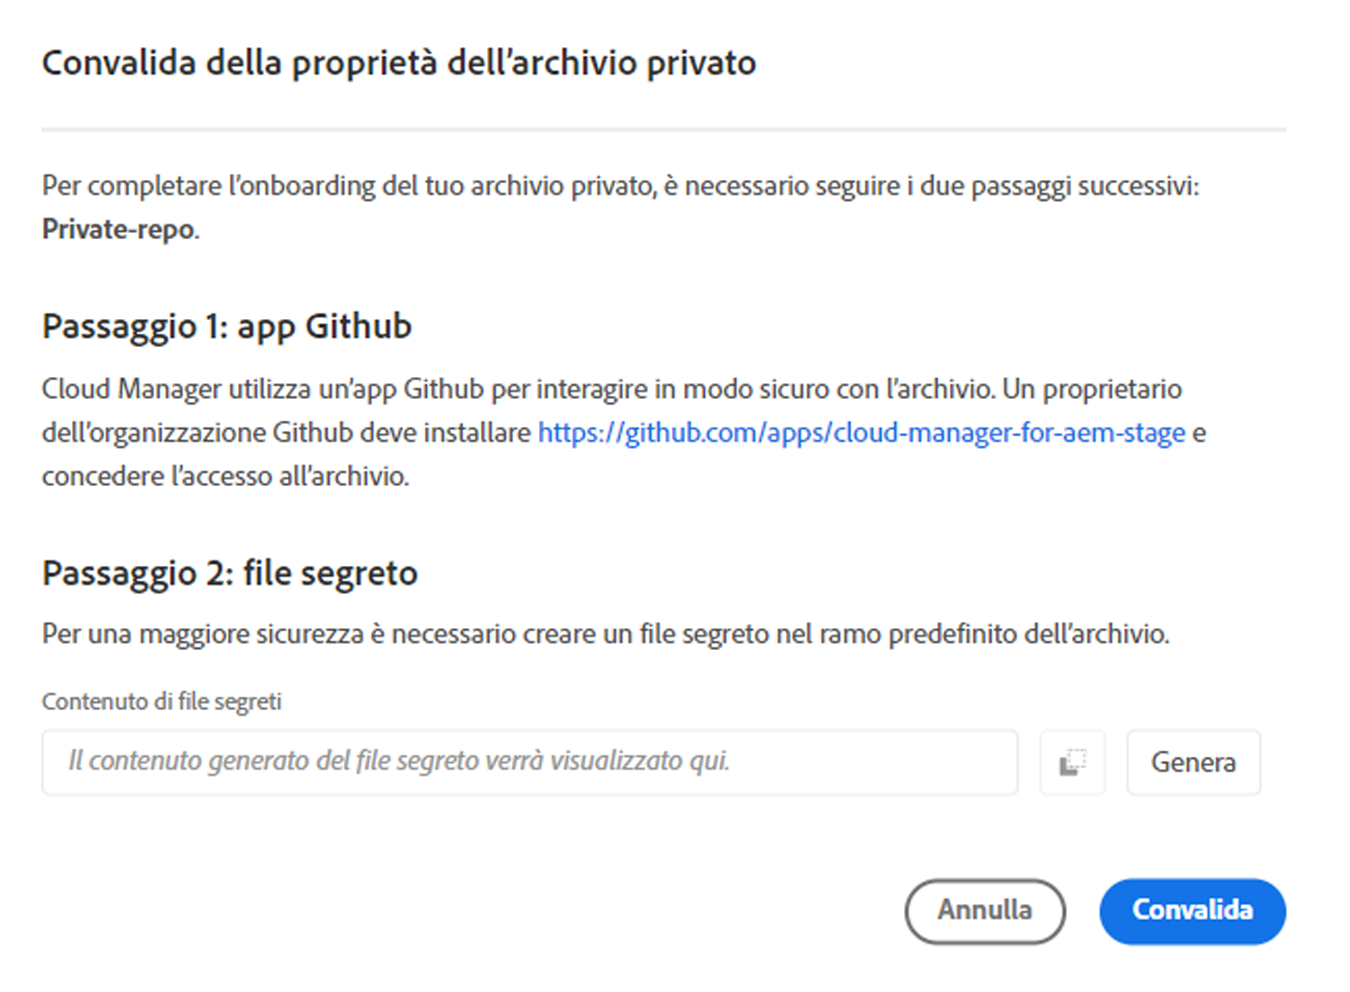 Convalida della proprietà dell’archivio privato
Per completare l’onboarding del tuo archivio privato, è necessario seguire i due passaggi successivi:
Private-repo.
Passaggio 1: app Github
Cloud Manager utilizza un’app Github per interagire in modo sicuro con l’archivio. Un proprietario
dell’organizzazione Github deve installare https://github.com/apps/cloud-manager-for-aem-stage e
concedere l’accesso all’archivio.
Passaggio 2: file segreto
Per una maggiore sicurezza è necessario creare un file segreto nel ramo predefinito dell’archivio.
Contenuto di file segreti
Il contenuto generato del file segreto verrà visualizzato qui.
Genera
Annulla
Convalida